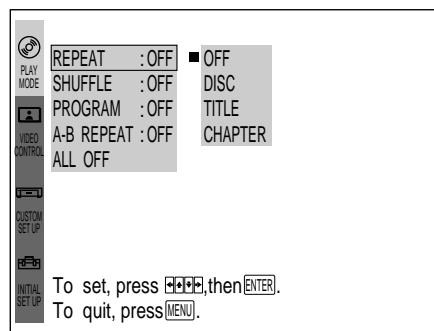 PLAY
MODE
VIDEO
CONTROL
CUSTOM
SET UP
INITIAL
SET UP
REPEAT : OFF
SHUFFLE : OFF
PROGRAM : OFF
A-B REPEAT : OFF
ALL OFF
OFF
DISC
TITLE
CHAPTER
To set, press ,then ENTER.
To quit, press MENU.